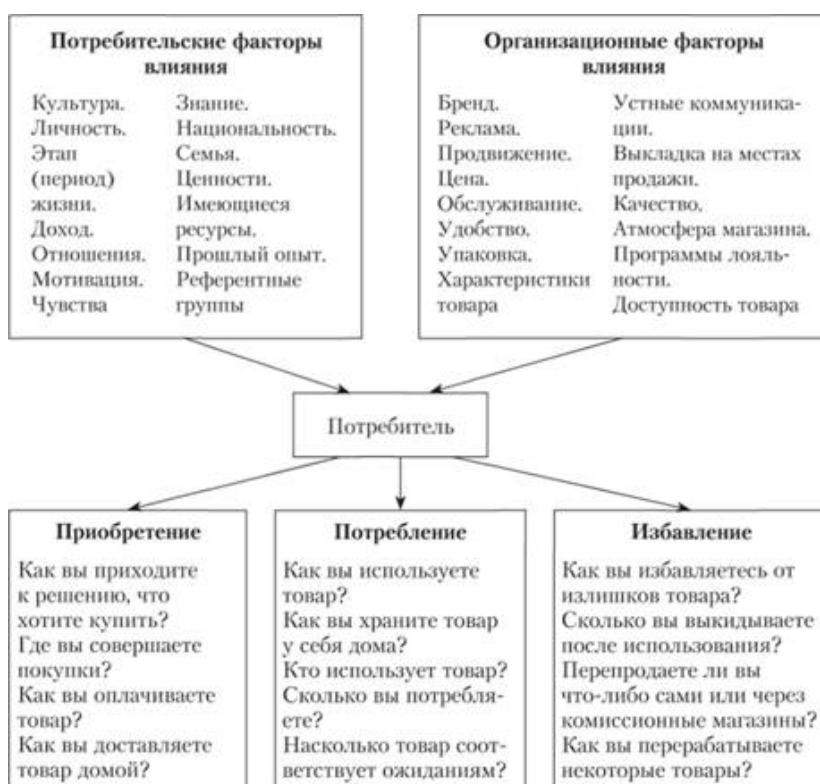 Потребительские факторы
влияния
Культура.
Личность.
Этап
(период)
жизни.
Доход.
Отношения.
Мотивация.
Чувства
Знание.
Национальность.
Семья.
Ценности.
Имеющиеся
ресурсы.
Прошлый опыт.
Референтные
группы
Организационные факторы
влияния
Бренд.
Реклама.
Продвижение.
Цена.
Обслуживание.
Удобство.
Упаковка.
Характеристики
товара
Устные коммуника-
ции.
Выкладка на местах
продажи.
Качество.
Атмосфера магазина.
Программы лояль-
ности.
Доступность товара
Потребитель
Приобретение
Как вы приходите
к решению, что
хотите купить?
Где вы совершаете
покупки?
Как вы оплачиваете
товар?
Как вы доставляете
товар домой?
Потребление
Как вы используете
товар?
Как вы храните товар
у себя дома?
Кто использует товар?
Сколько вы потребля-
ете?
Насколько товар соот-
ветствует ожиданиям?
Избавление
Как вы избавляетесь от
излишков товара?
Сколько вы выкидываете
после использования?
Перепродаете ли вы
что-либо сами или через
комиссионные магазины?
Как вы перерабатываете
некоторые товары?